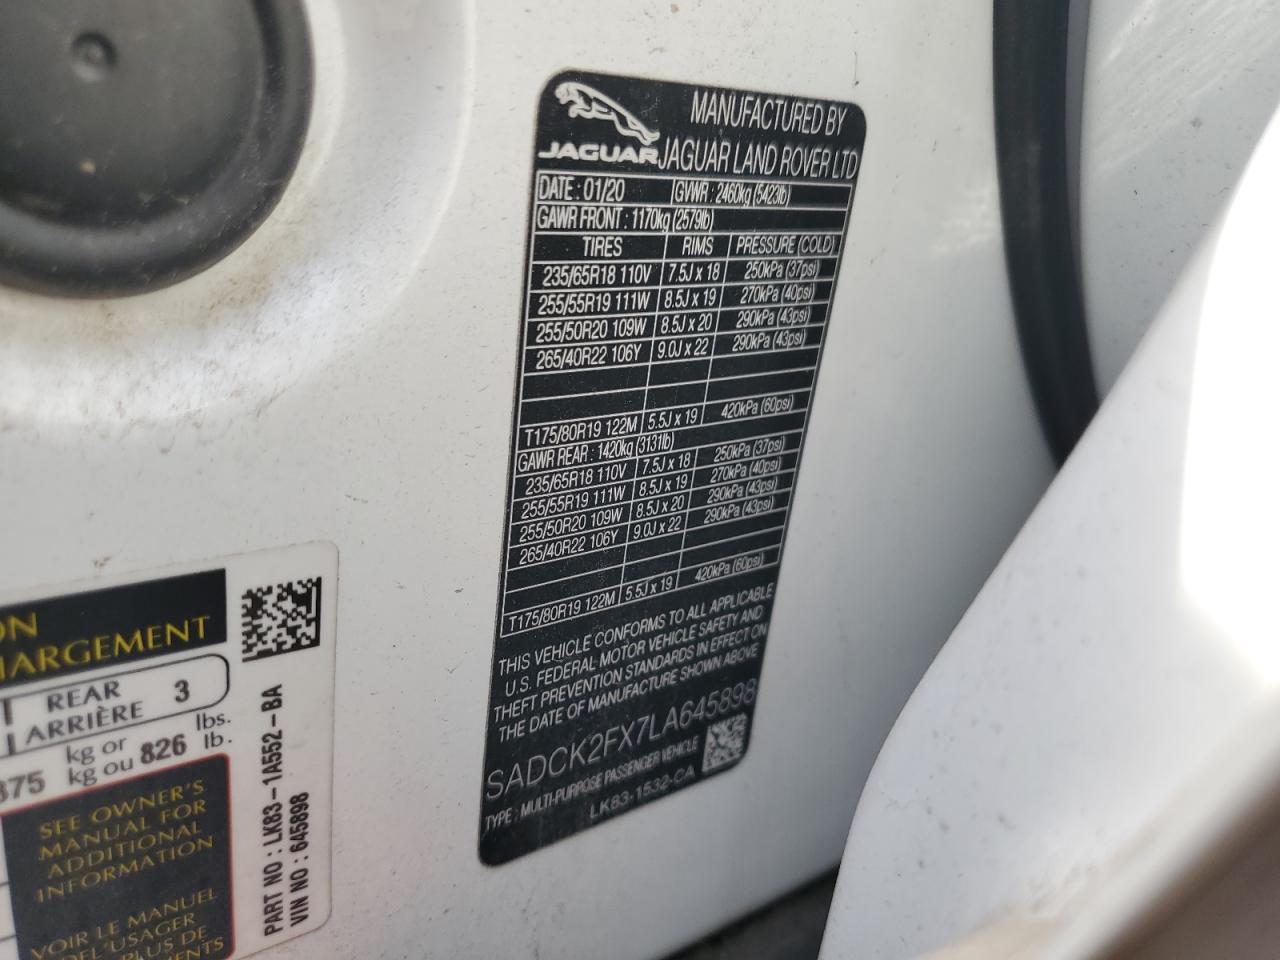 JAGUAR
MANUFACTURED BY
JAGUAR LAND ROVER LTD
DATE : 01/20 GVWR : 2460kg (5423lb)
GAWR FRONT : 1170kg (2579lb)
TIRES RIMS PRESSURE (COLD)
235/65R18 110V 7.5J x 18 250kPa (37psi)
255/55R19 111W 8.5J x 19 270kPa (40psi)
255/50R20 109W 8.5J x 20 290kPa (43psi)
265/40R22 106Y 9.0J x 22 290kPa (43psi)
T175/80R19 122M 5.5J x 19 420kPa (60psi)
GAWR REAR : 1420kg (3131lb)
235/65R18 110V 7.5J x 18 250kPa (37psi)
255/55R19 111W 8.5J x 19 270kPa (40psi)
255/50R20 109W 8.5J x 20 290kPa (43psi)
265/40R22 106Y 9.0J x 22 290kPa (43psi)
T175/80R19 122M 5.5J x 19 420kPa (60psi)
THIS VEHICLE CONFORMS TO ALL APPLICABLE
U.S. FEDERAL MOTOR VEHICLE SAFETY AND
THEFT PREVENTION STANDARDS IN EFFECT ON
THE DATE OF MANUFACTURE SHOWN ABOVE
SADCK2FX7LA645898
TYPE : MULTI-PURPOSE PASSENGER VEHICLE
LK83-1532-CA
ON
HARGEMENT
REAR 3
ARRIÈRE
375 kg or 826 lbs.
kg ou lb.
SEE OWNER'S
MANUAL FOR
ADDITIONAL
INFORMATION
VOIR LE MANUEL
DE L'USAGER
PLUS DE
MENTS
PART NO : LK83-1A552-BA
VIN NO : 645898